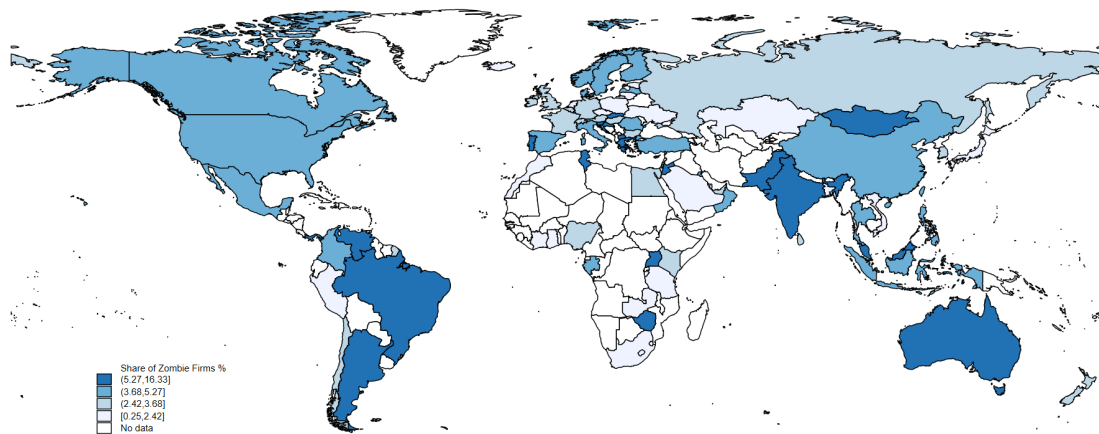 Share of Zombie Firms %
(5.27,16.33]
(3.68,5.27]
(2.42,3.68]
[0.25,2.42]
No data